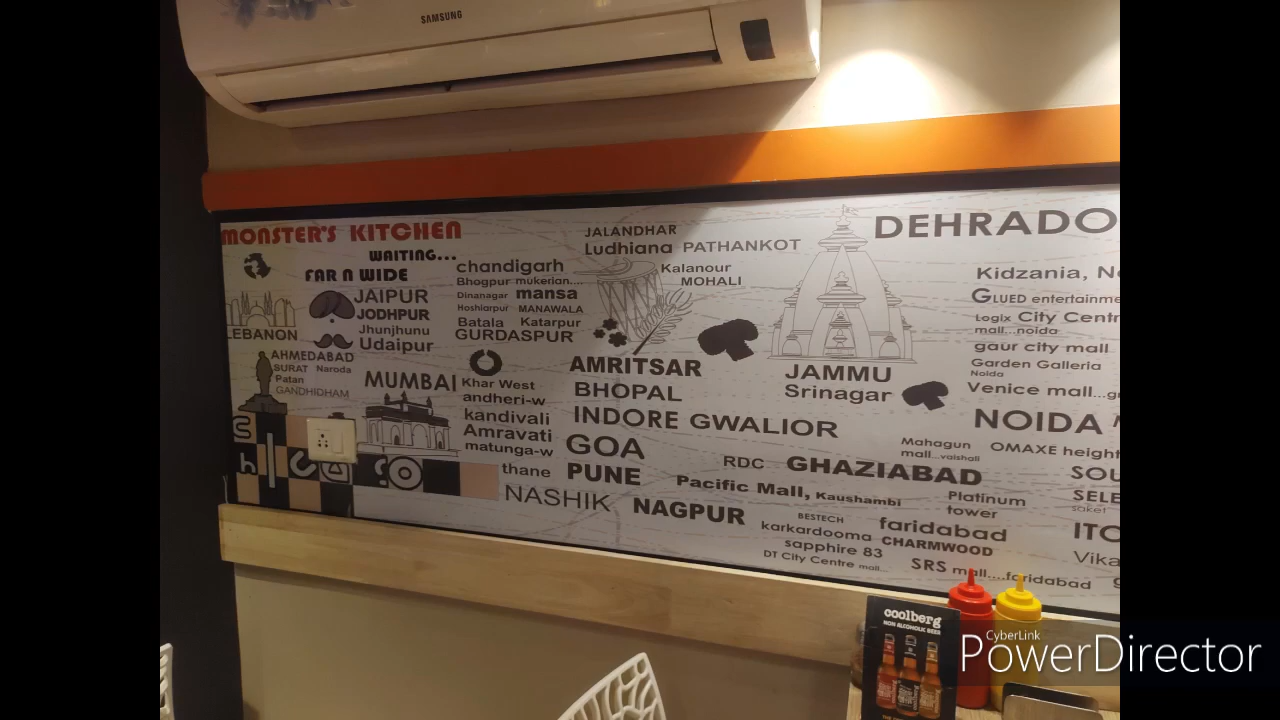 SAMSUNG
MONSTER'S KITCHEN
WAITING...
FAR N WIDE
LEBANON
JAIPUR
JODHPUR
Jhunjhunu
Udaipur
AHMEDABAD
SURAT Naroda
Patan
GANDHIDHAM
MUMBAI
chandigarh
Bhogpur mukerian....
Dinanagar mansa
Hoshiarpur MANAWALA
Batala Katarpur
GURDASPUR
Khar West
andheri-w
kandivali
Amravati
matunga-w
thane
NASHIK
JALANDHAR
Ludhiana PATHANKOT
Kalanour
MOHALI
AMRITSAR
BHOPAL
INDORE GWALIOR
GOA
PUNE
NAGPUR
JAMMU
Srinagar
RDC GHAZIABAD
Pacific Mall, Kaushambi
BESTECH
karkardooma
sapphire 83
DT City Centre mall...
DEHRADO
Kidzania, No
GLUED entertainme
Logix City Centr
mall...noida
gaur city mall
Garden Galleria
Noida
Venice mall...g
NOIDA
Mahagun
mall...vaishali
OMAXE height
Platinum
tower
faridabad
CHARMWOOD
SRS mall....faridabad
SOU
SELE
saket
ITO
Vika
coolberg
NON ALCOHOLIC BEER
CyberLink
PowerDirector